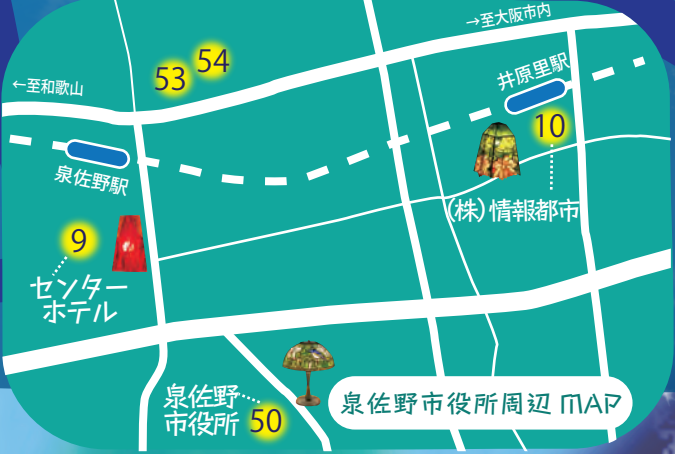 →至大阪市内
54
53
←至和歌山
井原里駅
10
泉佐野駅
(株)情報都市
9
センター
ホテル
泉佐野
市役所
50
泉佐野市役所周辺 MAP